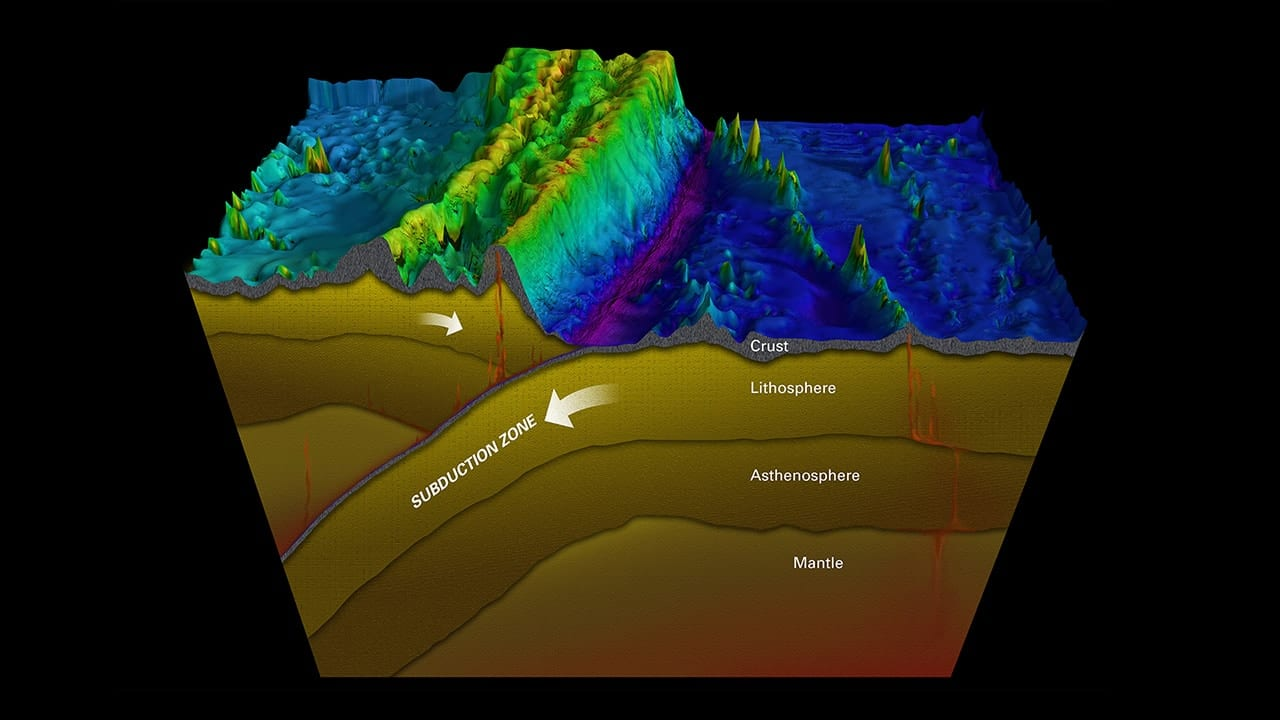 Crust
Lithosphere
SUBDUCTION ZONE
Asthenosphere
Mantle